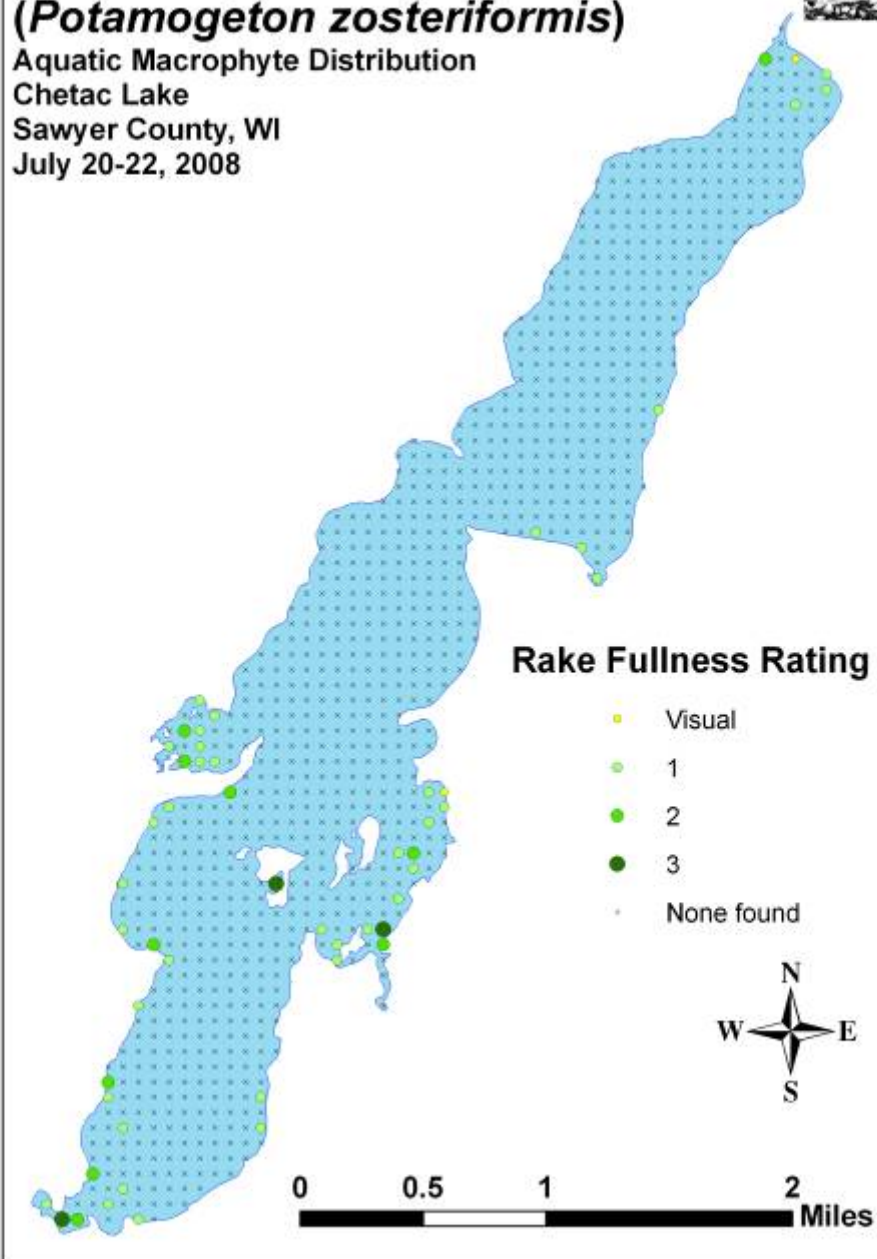 (Potamogeton zosteriformis)
Aquatic Macrophyte Distribution
Chetac Lake
Sawyer County, WI
July 20-22, 2008
Rake Fullness Rating
Visual
1
2
3
None found
N
W E
S
0 0.5 1 2
Miles